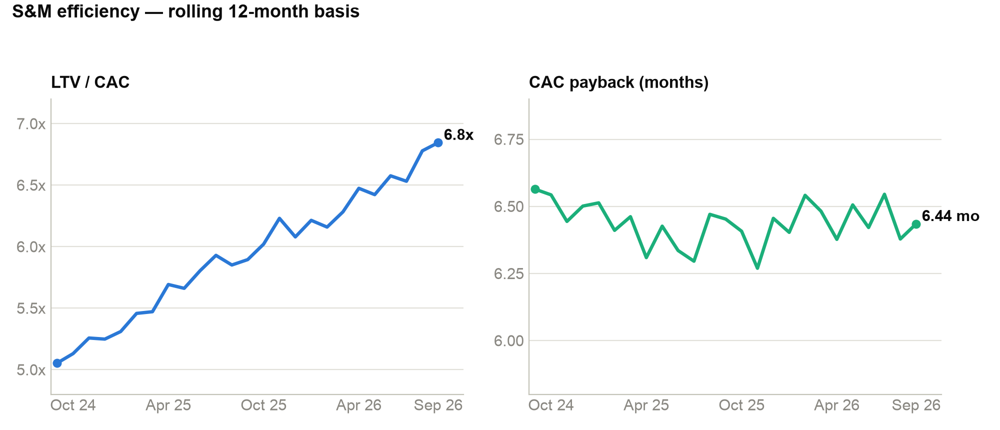 S&M efficiency — rolling 12-month basis
LTV / CAC
7.0x
6.5x
6.0x
5.5x
5.0x
6.8x
Oct 24 Apr 25 Oct 25 Apr 26 Sep 26
CAC payback (months)
6.75
6.50
6.25
6.00
6.44 mo
Oct 24 Apr 25 Oct 25 Apr 26 Sep 26